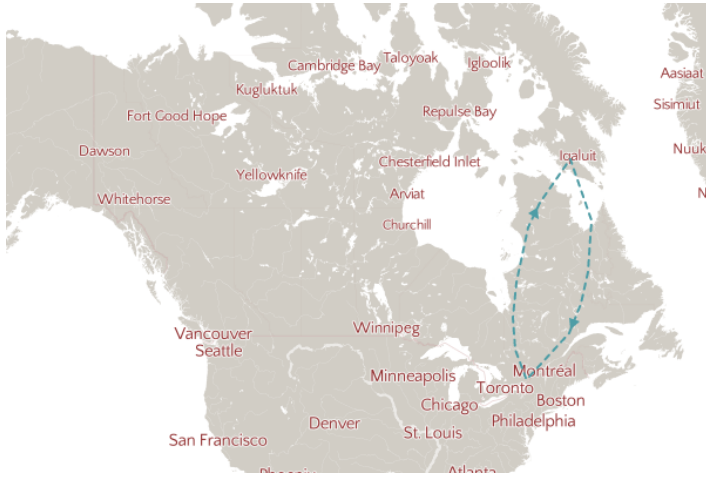 Cambridge Bay
Taloyoak
Igloolik
Aasiaat
Kugluktuk
Sisimiut
Fort Good Hope
Repulse Bay
Dawson
Nuuk
Chesterfield Inlet
Iqaluit
Yellowknife
Whitehorse
Arviat
N
Churchill
Winnipeg
Vancouver
Seattle
Montréal
Minneapolis
Toronto
Chicago
Boston
Philadelphia
Denver
St. Louis
San Francisco
Atlanta
Phoenix